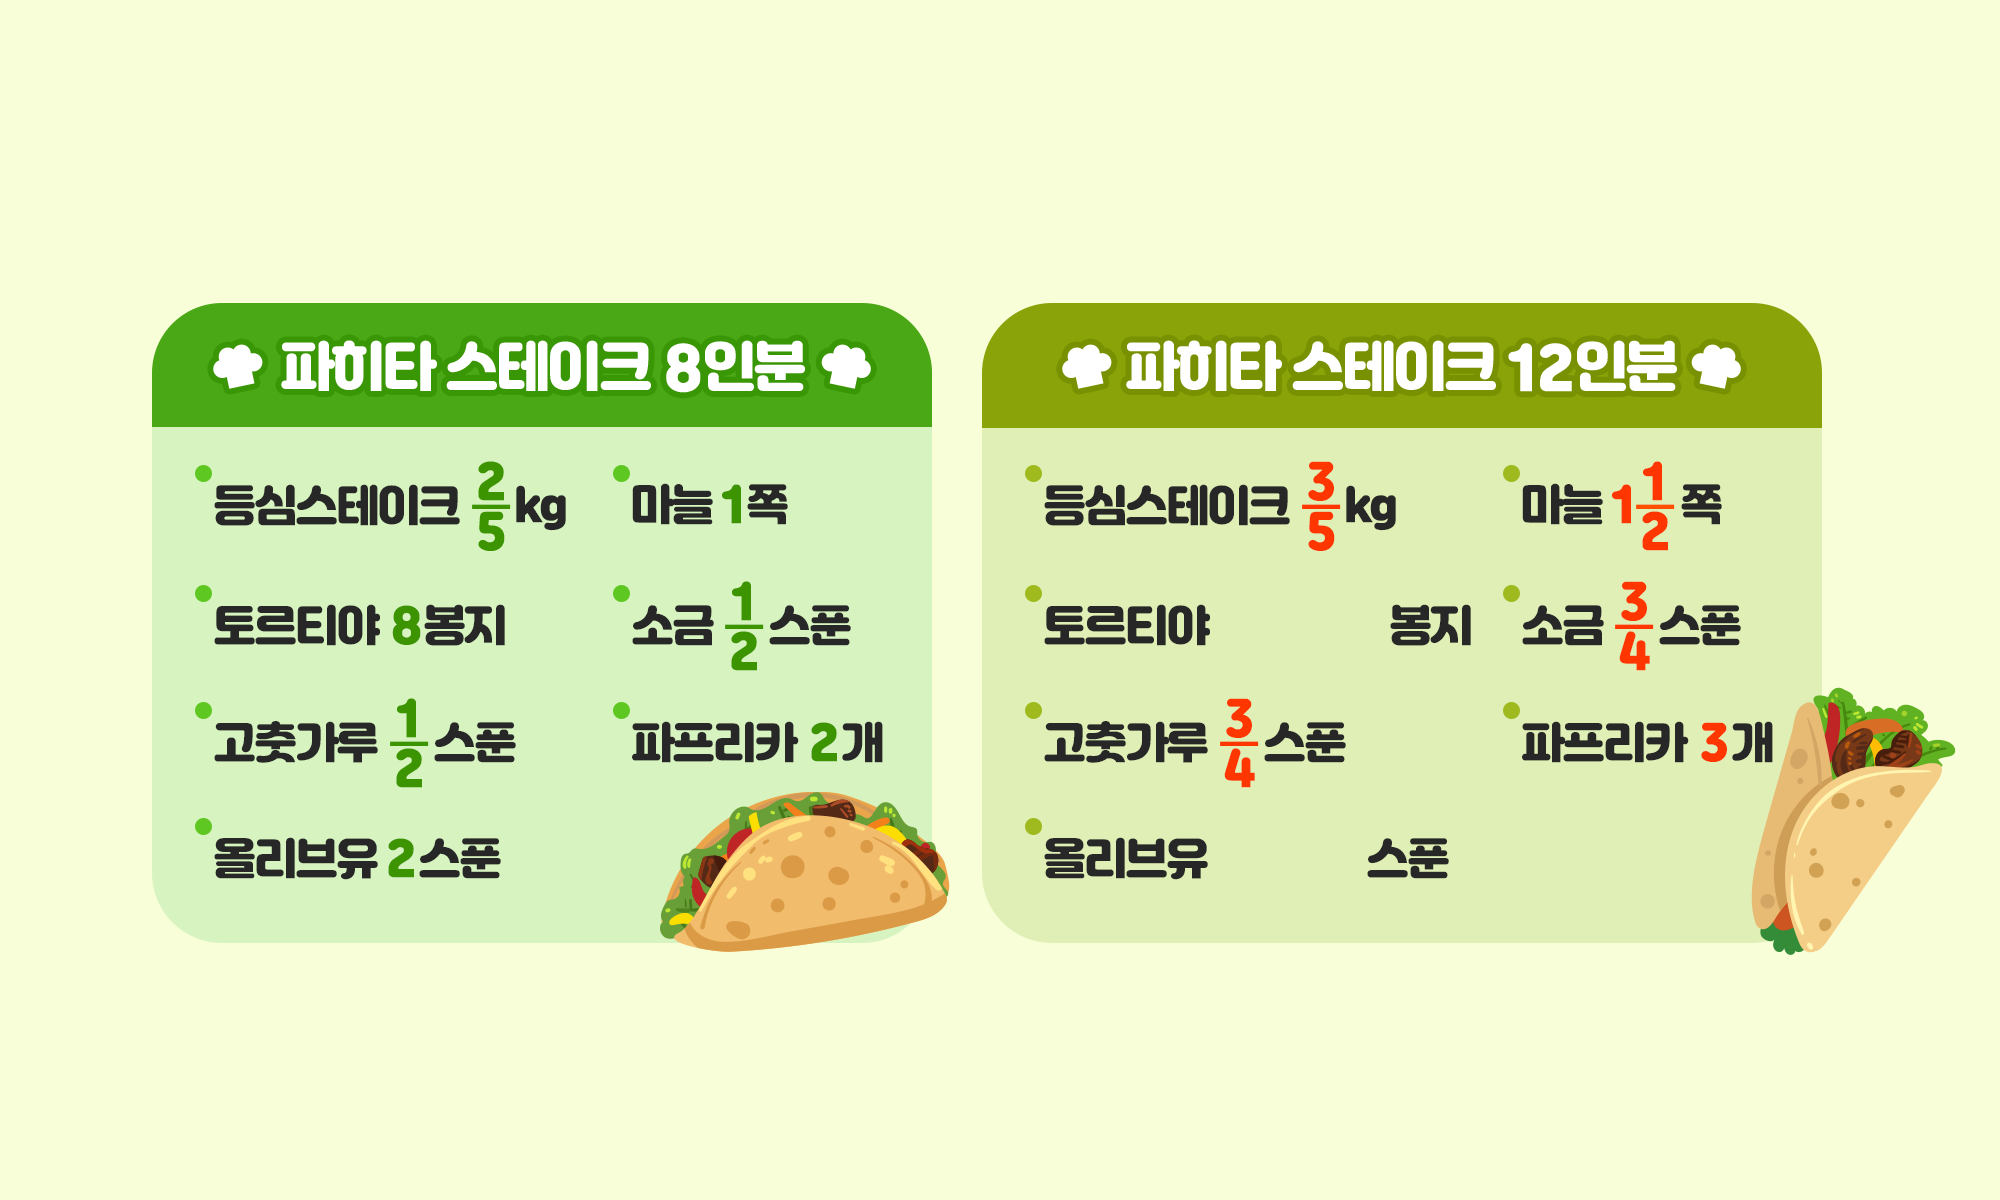 파히타 스테이크 8인분
등심스테이크 2/5 kg
마늘 1쪽
토르티야 8봉지
소금 1/2 스푼
고춧가루 1/2 스푼
파프리카 2개
올리브유 2스푼
파히타 스테이크 12인분
등심스테이크 3/5 kg
마늘 1 1/2 쪽
토르티야 봉지
소금 3/4 스푼
고춧가루 3/4 스푼
파프리카 3개
올리브유 스푼